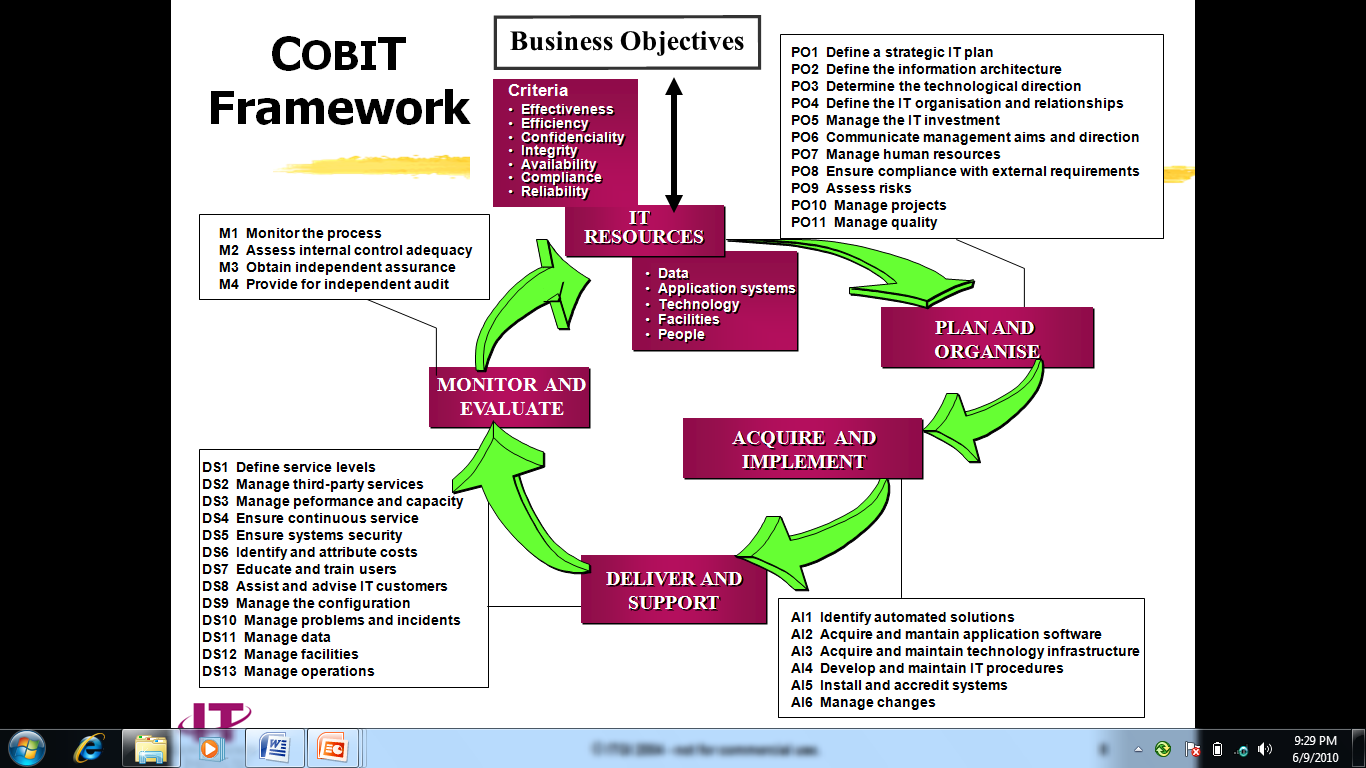 COBIT
Framework
Business Objectives
Criteria
• Effectiveness
• Efficiency
• Confidenciality
• Integrity
• Availability
• Compliance
• Reliability
IT
RESOURCES
• Data
• Application systems
• Technology
• Facilities
• People
PO1 Define a strategic IT plan
PO2 Define the information architecture
PO3 Determine the technological direction
PO4 Define the IT organisation and relationships
PO5 Manage the IT investment
PO6 Communicate management aims and direction
PO7 Manage human resources
PO8 Ensure compliance with external requirements
PO9 Assess risks
PO10 Manage projects
PO11 Manage quality
PLAN AND
ORGANISE
M1 Monitor the process
M2 Assess internal control adequacy
M3 Obtain independent assurance
M4 Provide for independent audit
MONITOR AND
EVALUATE
ACQUIRE AND
IMPLEMENT
DS1 Define service levels
DS2 Manage third-party services
DS3 Manage peformance and capacity
DS4 Ensure continuous service
DS5 Ensure systems security
DS6 Identify and attribute costs
DS7 Educate and train users
DS8 Assist and advise IT customers
DS9 Manage the configuration
DS10 Manage problems and incidents
DS11 Manage data
DS12 Manage facilities
DS13 Manage operations
DELIVER AND
SUPPORT
AI1 Identify automated solutions
AI2 Acquire and mantain application software
AI3 Acquire and maintain technology infrastructure
AI4 Develop and maintain IT procedures
AI5 Install and accredit systems
AI6 Manage changes
IT
© ITGI 2004 - not for commercial use.
9:29 PM
6/9/2010